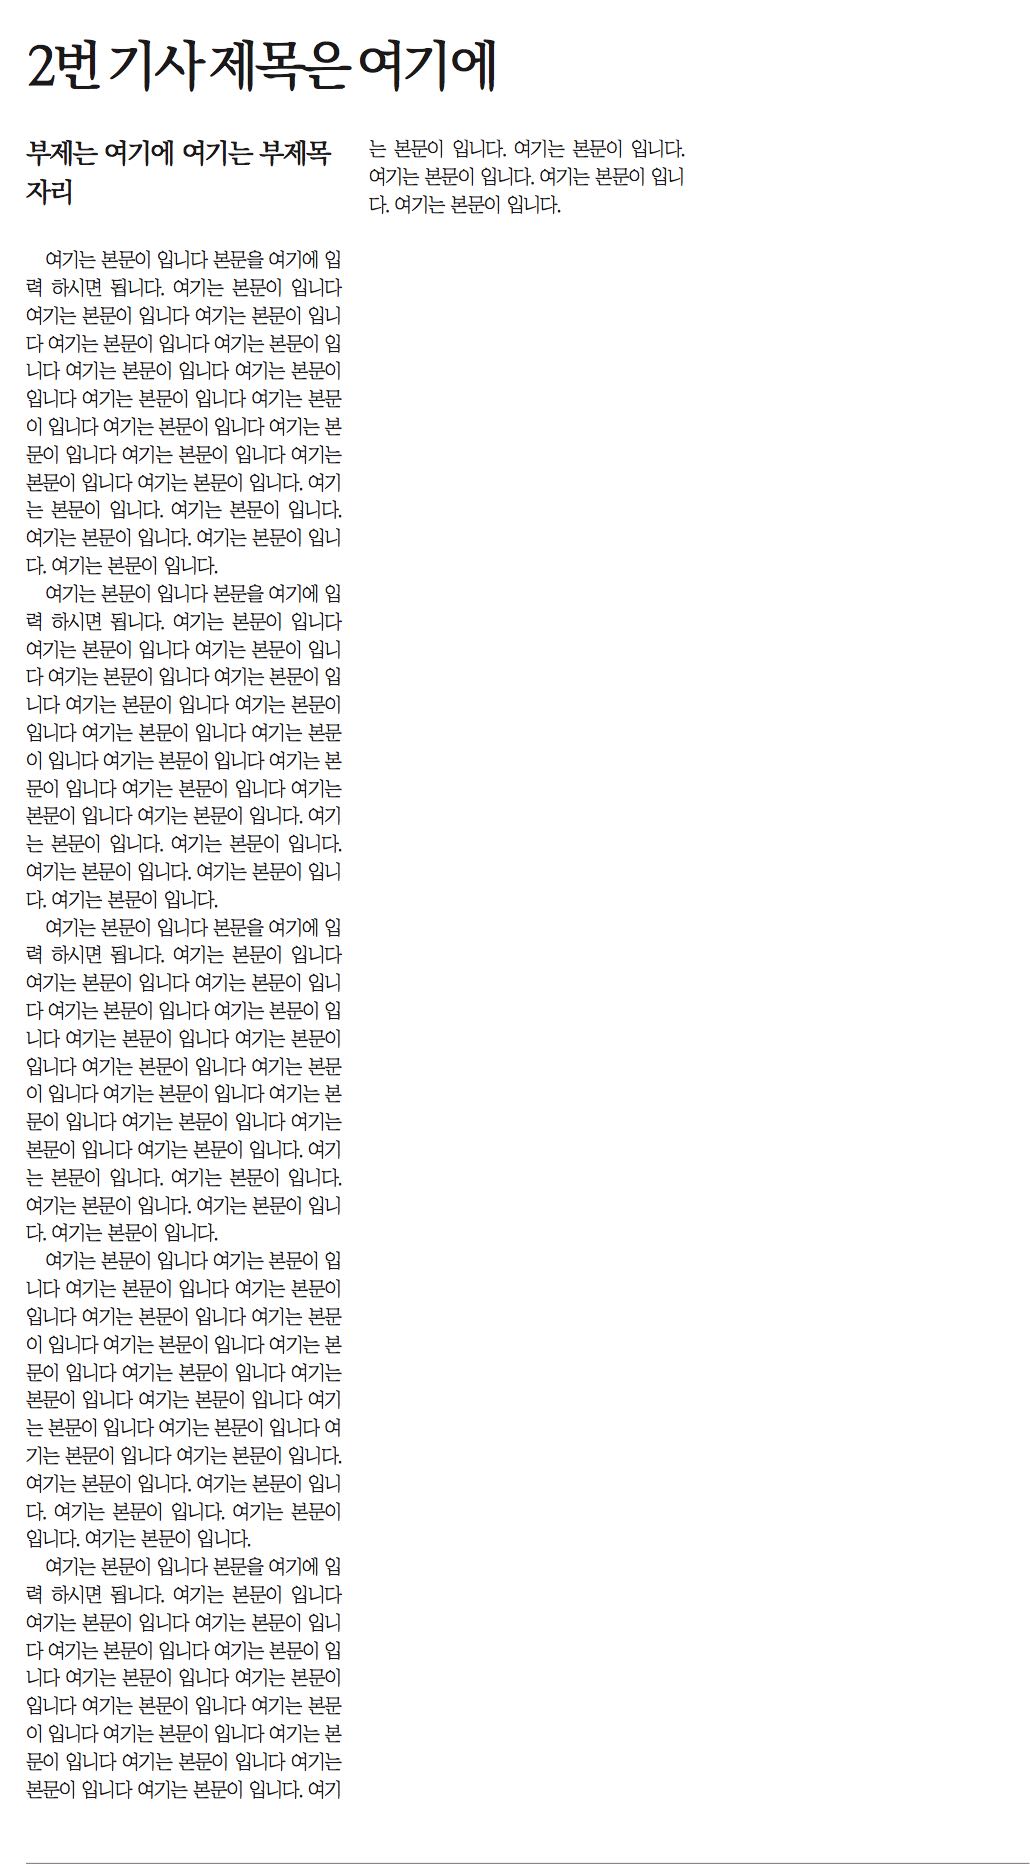 2번 기사 제목은 여기에
부제는 여기에 여기는 부제목
자리
여기는 본문이 입니다 본문을 여기에 입
력 하시면 됩니다. 여기는 본문이 입니다
여기는 본문이 입니다 여기는 본문이 입니
다 여기는 본문이 입니다 여기는 본문이 입
니다 여기는 본문이 입니다 여기는 본문이
입니다 여기는 본문이 입니다 여기는 본문
이 입니다 여기는 본문이 입니다 여기는 본
문이 입니다 여기는 본문이 입니다 여기는
본문이 입니다 여기는 본문이 입니다. 여기
는 본문이 입니다. 여기는 본문이 입니다.
여기는 본문이 입니다. 여기는 본문이 입니
다. 여기는 본문이 입니다.
여기는 본문이 입니다 본문을 여기에 입
력 하시면 됩니다. 여기는 본문이 입니다
여기는 본문이 입니다 여기는 본문이 입니
다 여기는 본문이 입니다 여기는 본문이 입
니다 여기는 본문이 입니다 여기는 본문이
입니다 여기는 본문이 입니다 여기는 본문
이 입니다 여기는 본문이 입니다 여기는 본
문이 입니다 여기는 본문이 입니다 여기는
본문이 입니다 여기는 본문이 입니다. 여기
는 본문이 입니다. 여기는 본문이 입니다.
여기는 본문이 입니다. 여기는 본문이 입니
다. 여기는 본문이 입니다.
여기는 본문이 입니다 본문을 여기에 입
력 하시면 됩니다. 여기는 본문이 입니다
여기는 본문이 입니다 여기는 본문이 입니
다 여기는 본문이 입니다 여기는 본문이 입
니다 여기는 본문이 입니다 여기는 본문이
입니다 여기는 본문이 입니다 여기는 본문
이 입니다 여기는 본문이 입니다 여기는 본
문이 입니다 여기는 본문이 입니다 여기는
본문이 입니다 여기는 본문이 입니다. 여기
는 본문이 입니다. 여기는 본문이 입니다.
여기는 본문이 입니다. 여기는 본문이 입니
다. 여기는 본문이 입니다.
여기는 본문이 입니다 여기는 본문이 입
니다 여기는 본문이 입니다 여기는 본문이
입니다 여기는 본문이 입니다 여기는 본문
이 입니다 여기는 본문이 입니다 여기는 본
문이 입니다 여기는 본문이 입니다 여기는
본문이 입니다 여기는 본문이 입니다 여기
는 본문이 입니다 여기는 본문이 입니다 여
기는 본문이 입니다 여기는 본문이 입니다.
여기는 본문이 입니다. 여기는 본문이 입니
다. 여기는 본문이 입니다. 여기는 본문이
입니다. 여기는 본문이 입니다.
여기는 본문이 입니다 본문을 여기에 입
력 하시면 됩니다. 여기는 본문이 입니다
여기는 본문이 입니다 여기는 본문이 입니
다 여기는 본문이 입니다 여기는 본문이 입
니다 여기는 본문이 입니다 여기는 본문이
입니다 여기는 본문이 입니다 여기는 본문
이 입니다 여기는 본문이 입니다 여기는 본
문이 입니다 여기는 본문이 입니다 여기는
본문이 입니다 여기는 본문이 입니다. 여기
는 본문이 입니다. 여기는 본문이 입니다.
여기는 본문이 입니다. 여기는 본문이 입니
다. 여기는 본문이 입니다.